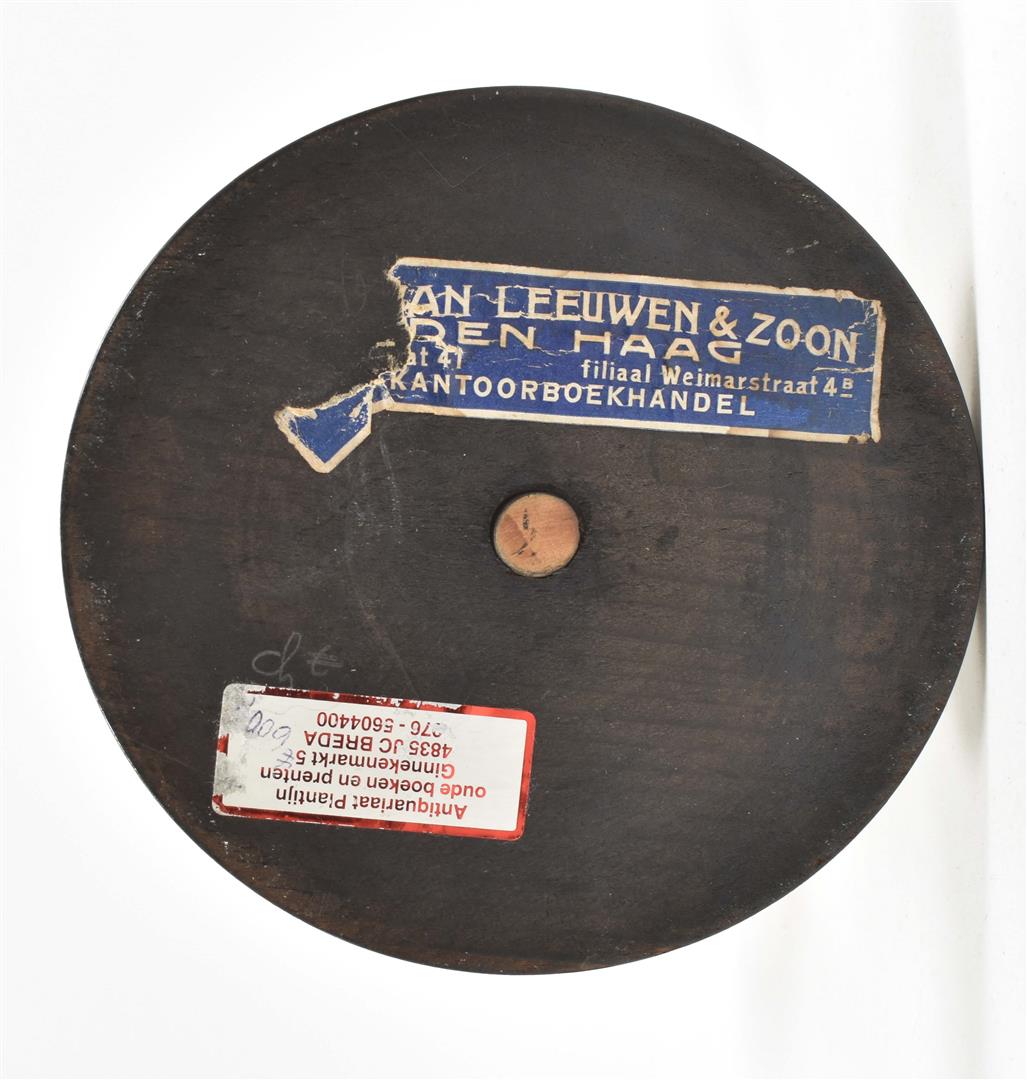 AN LEEUWEN & ZOON
DEN HAAG
at 41 filiaal Weimarstraat 4B
KANTOORBOEKHANDEL
Antiquariaat Plantijn
oude boeken en prenten
Ginnekenmarkt 5
4835 JC BREDA
076 - 5604400